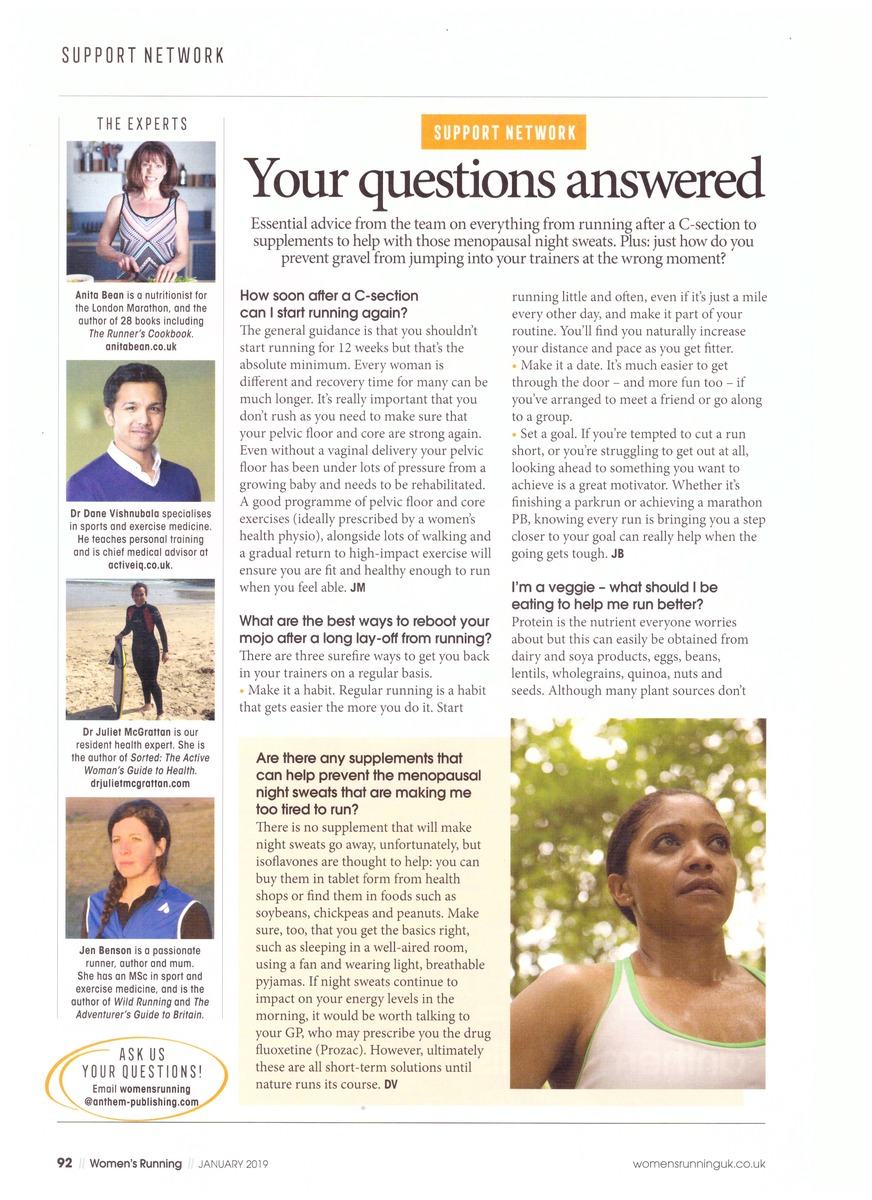 SUPPORT NETWORK
THE EXPERTS
Anita Bean is a nutritionist for
the London Marathon, and the
author of 28 books including
The Runner's Cookbook.
anitabean.co.uk
Dr Dane Vishnubala specialises
in sports and exercise medicine.
He teaches personal training
and is chief medical advisor at
activeiq.co.uk.
Dr Juliet McGrattan is our
resident health expert. She is
the author of Sorted: The Active
Woman's Guide to Health.
drjulietmcgrattan.com
Jen Benson is a passionate
runner, author and mum.
She has an MSc in sport and
exercise medicine, and is the
author of Wild Running and The
Adventurer's Guide to Britain.
ASK US
YOUR QUESTIONS!
Email womensrunning
@anthem-publishing.com
SUPPORT NETWORK
Your questions answered
Essential advice from the team on everything from running after a C-section to
supplements to help with those menopausal night sweats. Plus: just how do you
prevent gravel from jumping into your trainers at the wrong moment?
How soon after a C-section
can I start running again?
The general guidance is that you shouldn't
start running for 12 weeks but that's the
absolute minimum. Every woman is
different and recovery time for many can be
much longer. It's really important that you
don't rush as you need to make sure that
your pelvic floor and core are strong again.
Even without a vaginal delivery your pelvic
floor has been under lots of pressure from a
growing baby and needs to be rehabilitated.
A good programme of pelvic floor and core
exercises (ideally prescribed by a women's
health physio), alongside lots of walking and
a gradual return to high-impact exercise will
ensure you are fit and healthy enough to run
when you feel able. JM
What are the best ways to reboot your
mojo after a long lay-off from running?
There are three surefire ways to get you back
in your trainers on a regular basis.
• Make it a habit. Regular running is a habit
that gets easier the more you do it. Start
running little and often, even if it's just a mile
every other day, and make it part of your
routine. You'll find you naturally increase
your distance and pace as you get fitter.
• Make it a date. It's much easier to get
through the door – and more fun too – if
you've arranged to meet a friend or go along
to a group.
• Set a goal. If you're tempted to cut a run
short, or you're struggling to get out at all,
looking ahead to something you want to
achieve is a great motivator. Whether it's
finishing a parkrun or achieving a marathon
PB, knowing every run is bringing you a step
closer to your goal can really help when the
going gets tough. JB
I'm a veggie – what should I be
eating to help me run better?
Protein is the nutrient everyone worries
about but this can easily be obtained from
dairy and soya products, eggs, beans,
lentils, wholegrains, quinoa, nuts and
seeds. Although many plant sources don't
Are there any supplements that
can help prevent the menopausal
night sweats that are making me
too tired to run?
There is no supplement that will make
night sweats go away, unfortunately, but
isoflavones are thought to help: you can
buy them in tablet form from health
shops or find them in foods such as
soybeans, chickpeas and peanuts. Make
sure, too, that you get the basics right,
such as sleeping in a well-aired room,
using a fan and wearing light, breathable
pyjamas. If night sweats continue to
impact on your energy levels in the
morning, it would be worth talking to
your GP, who may prescribe you the drug
fluoxetine (Prozac). However, ultimately
these are all short-term solutions until
nature runs its course. DV
92 // Women's Running // JANUARY 2019
womensrunninguk.co.uk